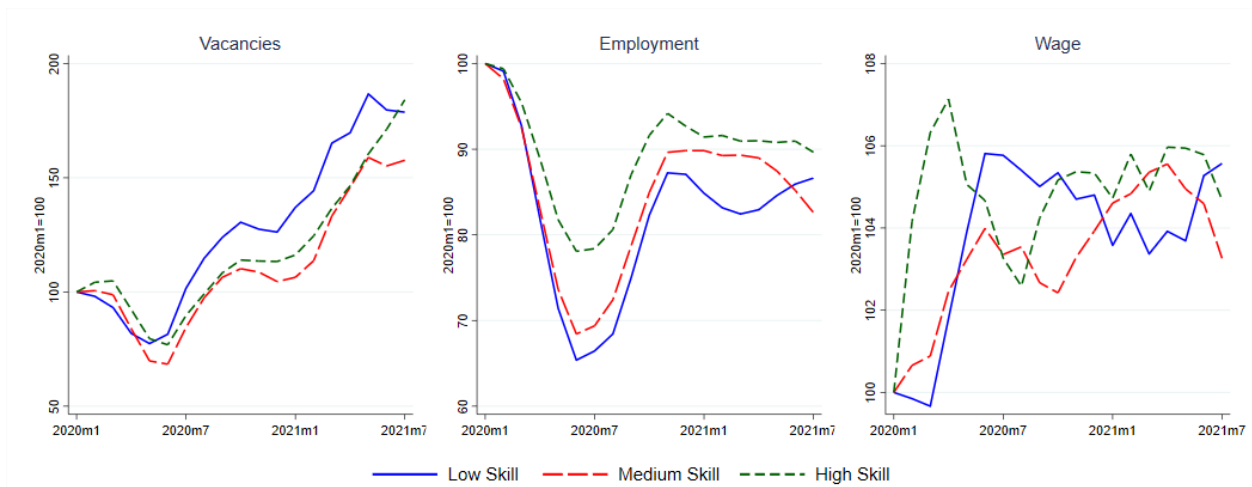 Vacancies
2020m1=100
200
150
100
50
2020m1
2020m7
2021m1
2021m7
Employment
2020m1=100
100
90
80
70
60
2020m1
2020m7
2021m1
2021m7
Wage
2020m1=100
108
106
104
102
100
2020m1
2020m7
2021m1
2021m7
Low Skill
Medium Skill
High Skill